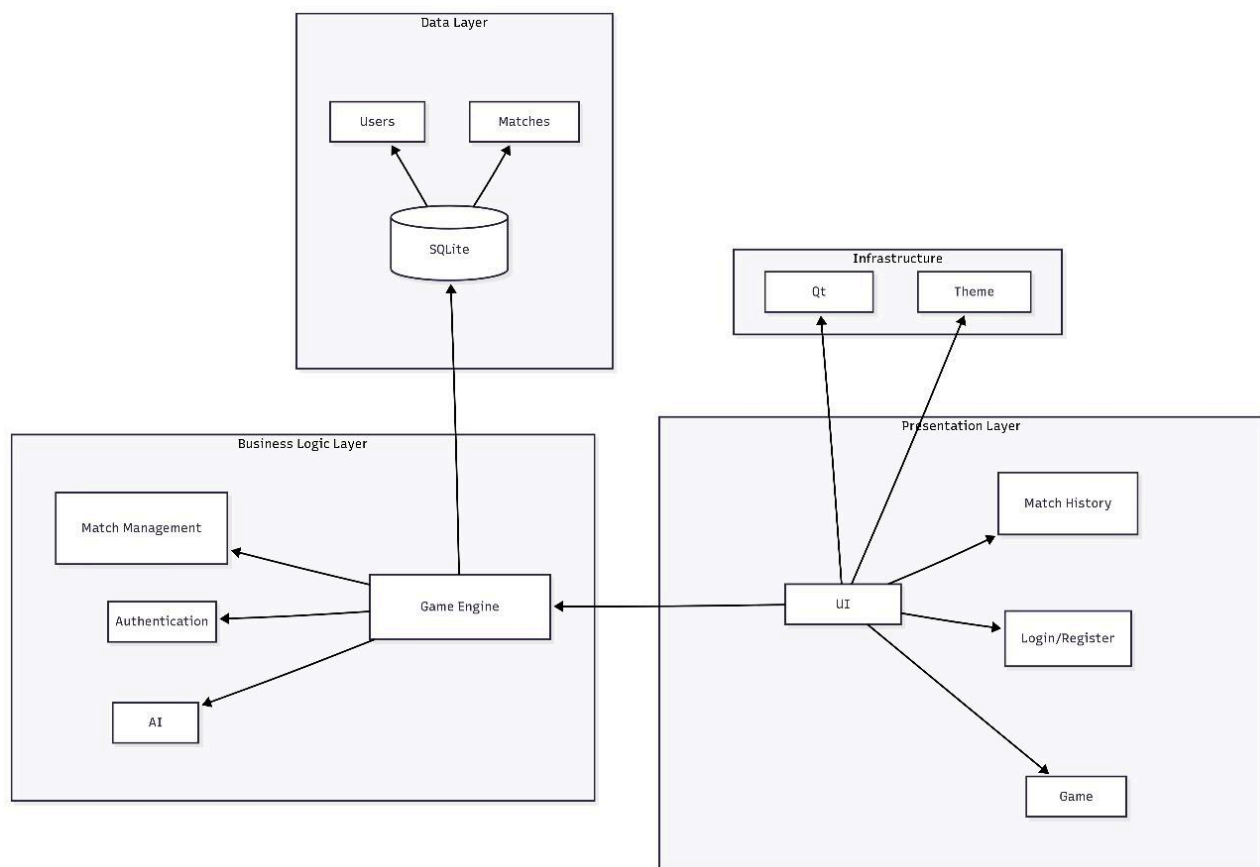 Data Layer
Users
Matches
SQLite
Infrastructure
Qt
Theme
Business Logic Layer
Match Management
Authentication
AI
Game Engine
Presentation Layer
Match History
UI
Login/Register
Game